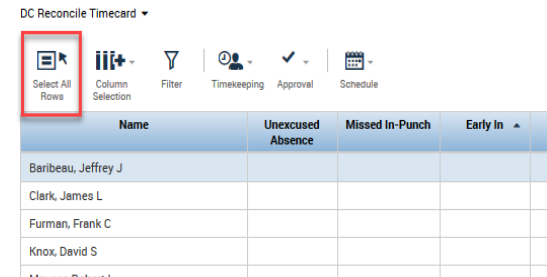 DC Reconcile Timecard
Select All
Rows
Column
Selection
Filter
Timekeeping
Approval
Schedule
Name
Unexcused
Absence
Missed In-Punch
Early In
Baribeau, Jeffrey J
Clark, James L
Furman, Frank C
Knox, David S